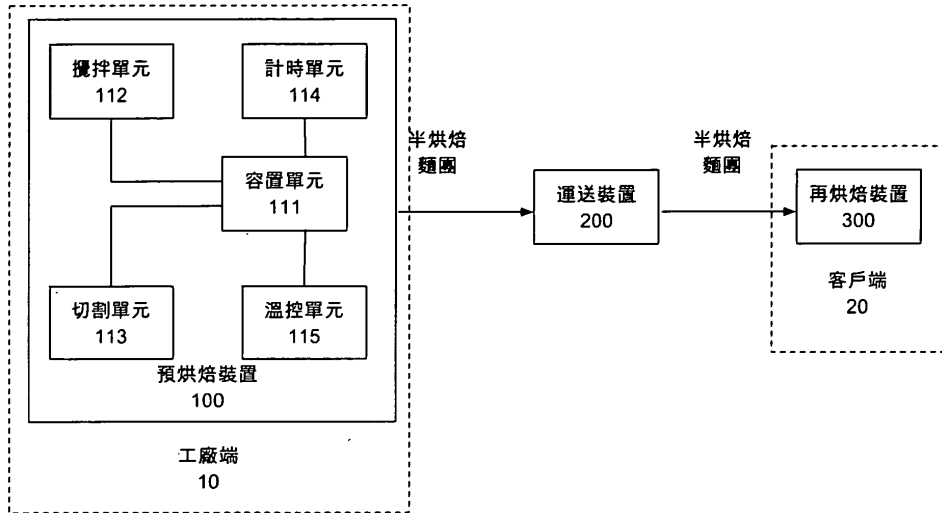 攪拌單元
112
計時單元
114
容置單元
111
切割單元
113
溫控單元
115
預烘焙裝置
100
工廠端
10
半烘焙
麵團
運送裝置
200
半烘焙
麵團
再烘焙裝置
300
客戶端
20